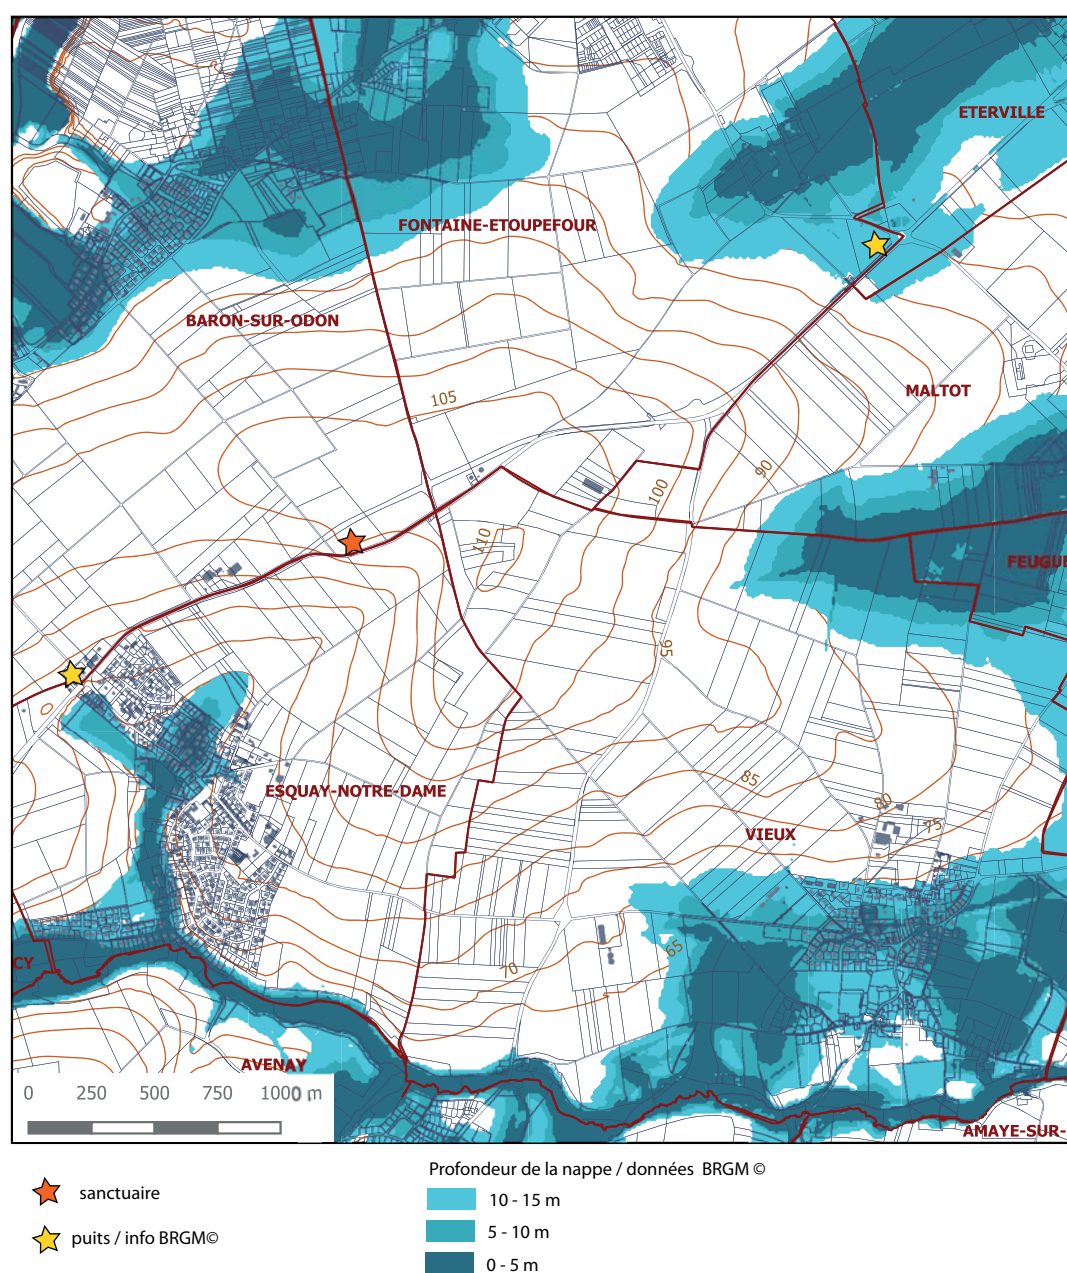 ETERVILLE
FONTAINE-ETOUPEFOUR
BARON-SUR-ODON
MALTOT
105
90
100
110
FEUGUE
95
ESQUAY-NOTRE-DAME
85
80
75
VIEUX
65
70
CY
AVENAY
0 250 500 750 1000 m
AMAYE-SUR-
sanctuaire
puits / info BRGM©
Profondeur de la nappe / données BRGM ©
10 - 15 m
5 - 10 m
0 - 5 m